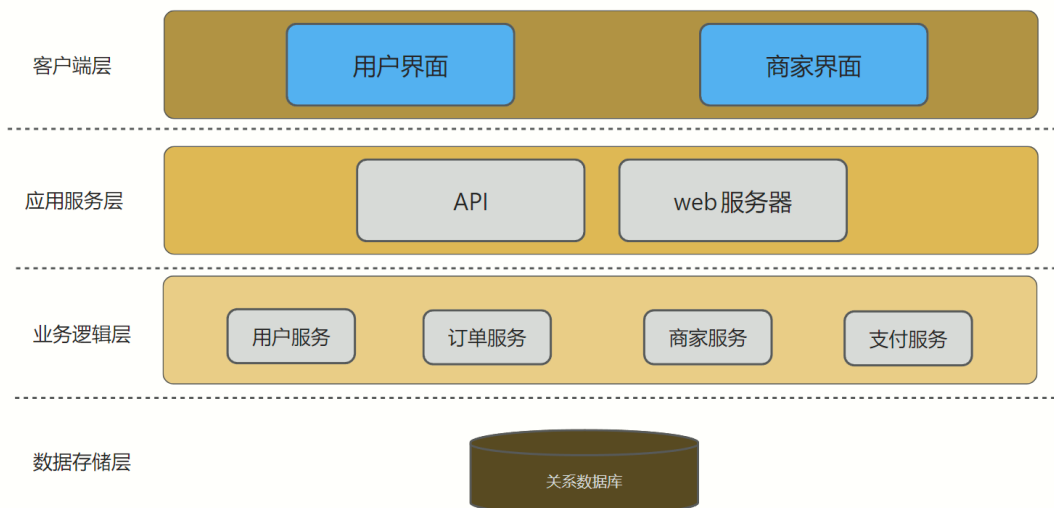 客户端层
用户界面
商家界面
应用服务层
API
web服务器
业务逻辑层
用户服务
订单服务
商家服务
支付服务
数据存储层
关系数据库